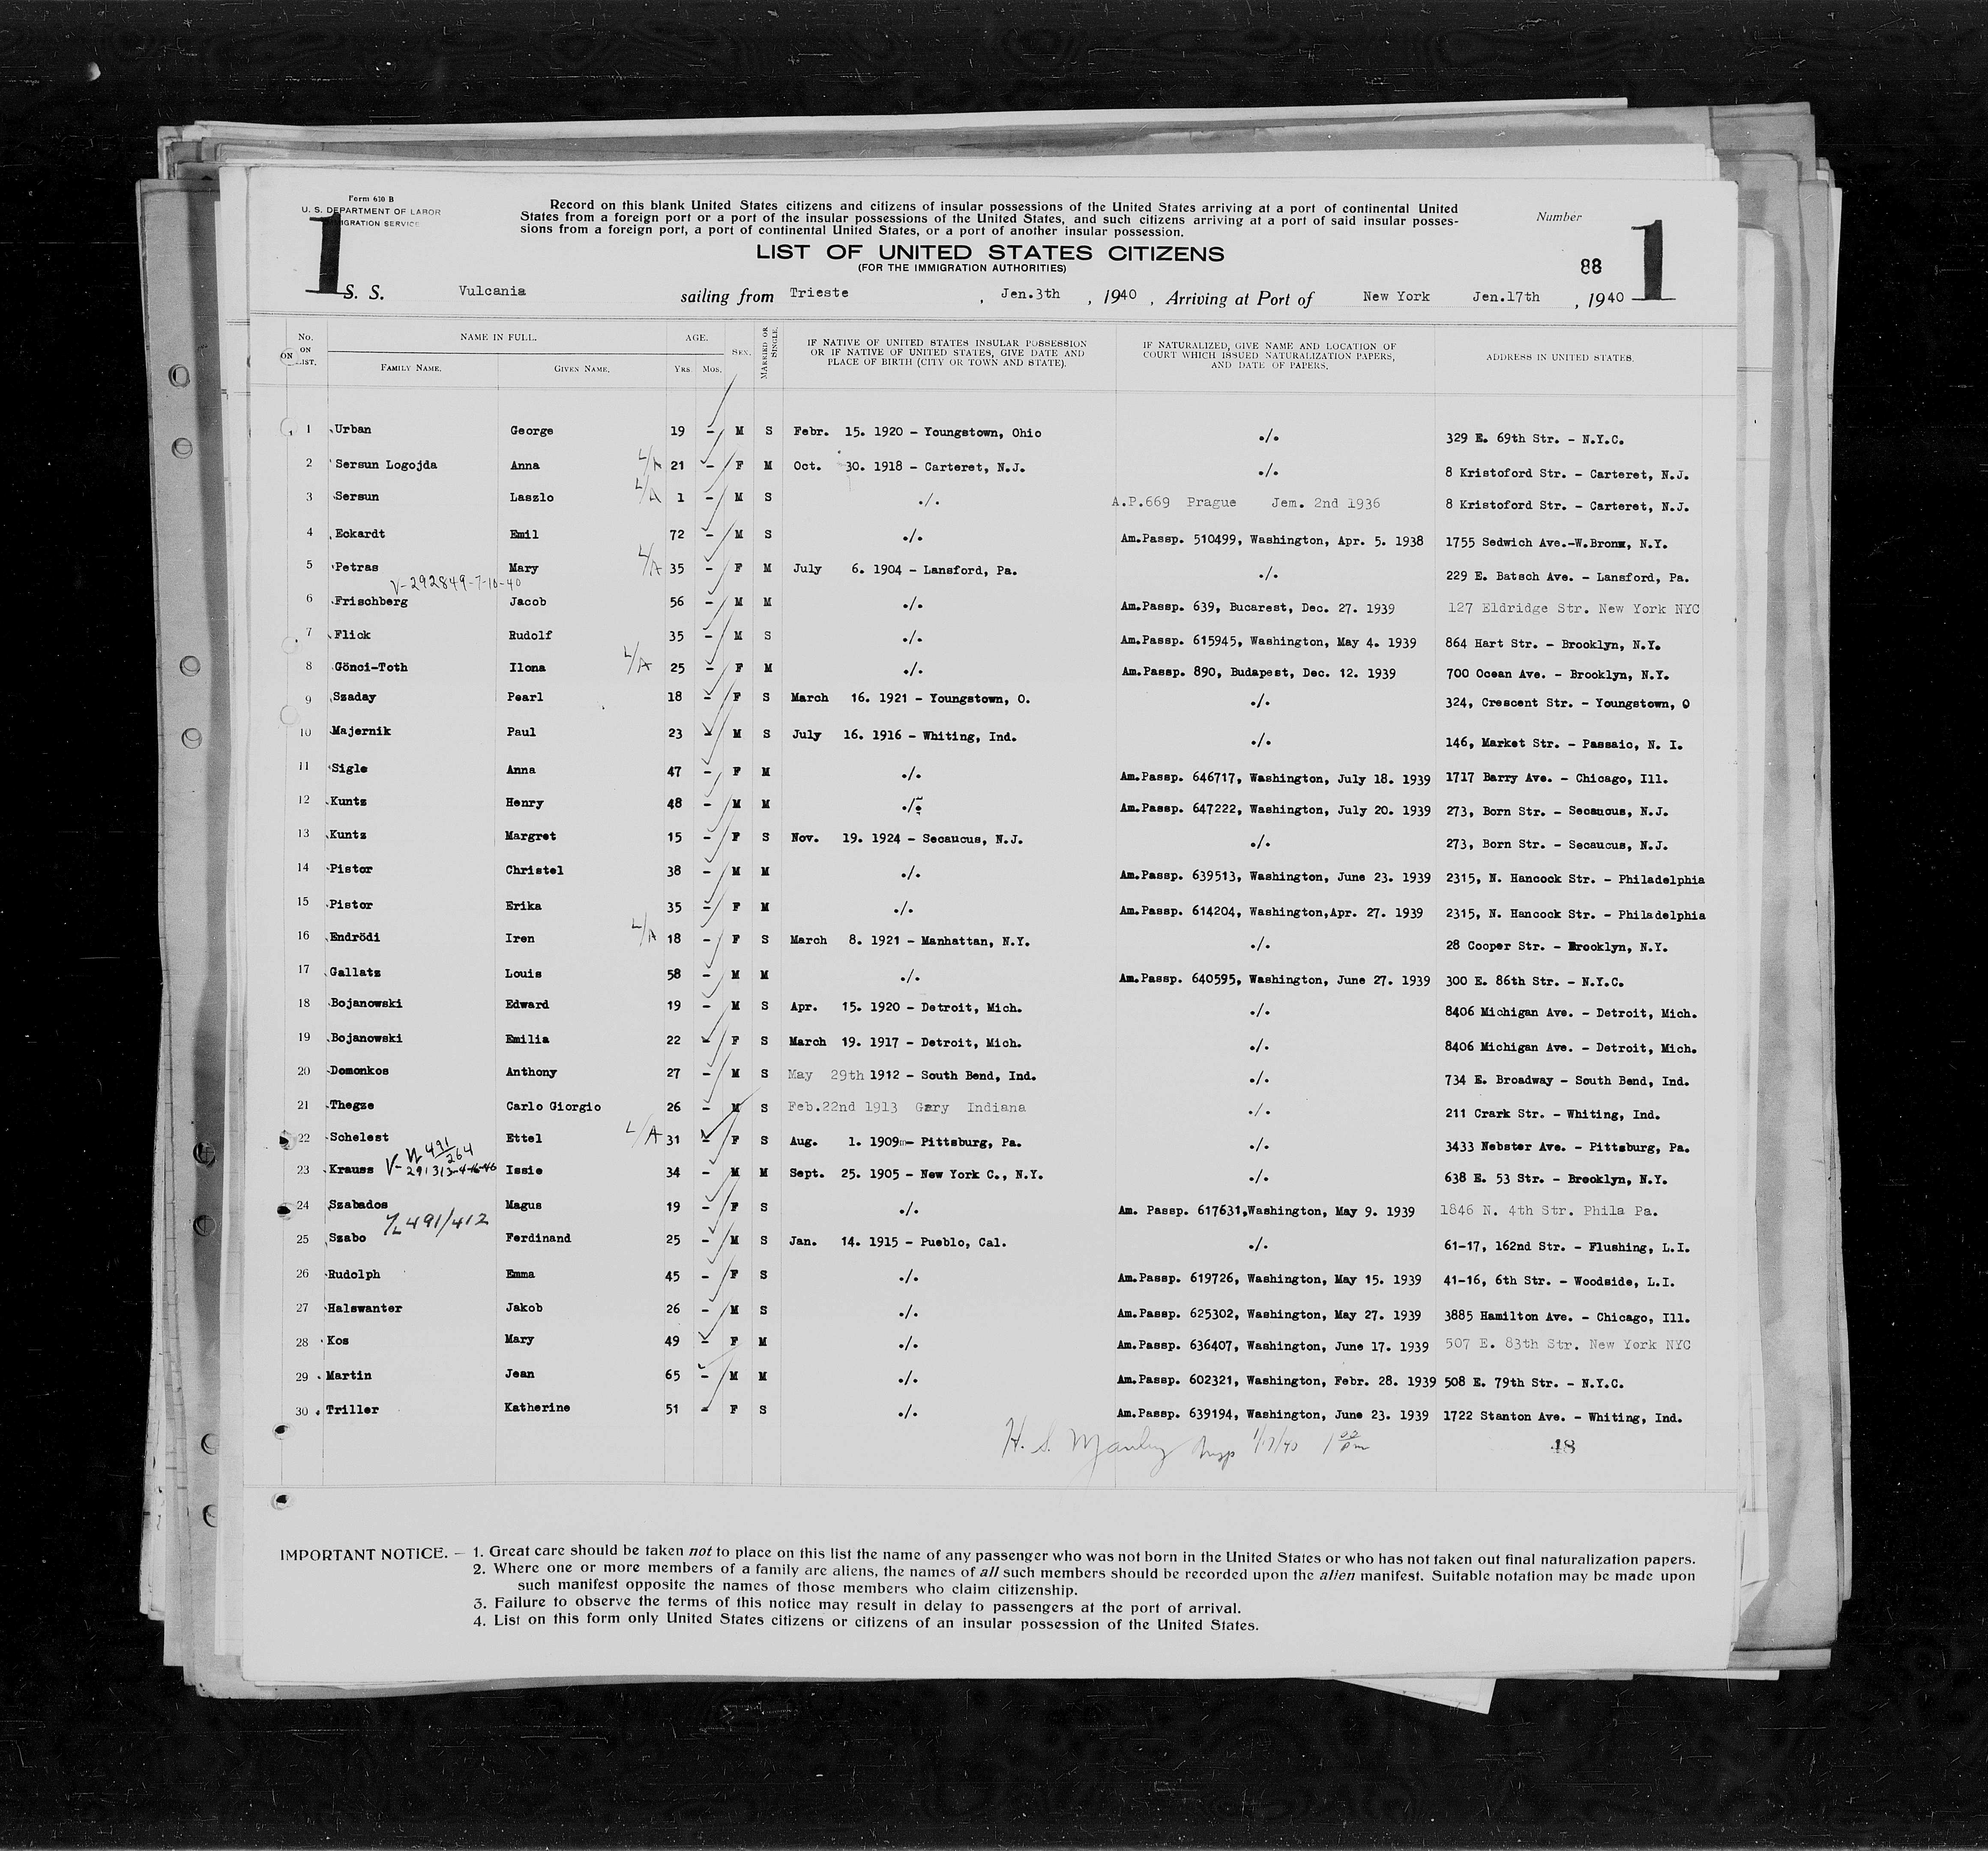 Form 630 B
U. S. DEPARTMENT OF LABOR
IMMIGRATION SERVICE
1
Record on this blank United States citizens and citizens of insular possessions of the United States arriving at a port of continental United
States from a foreign port or a port of the insular possessions of the United States, and such citizens arriving at a port of said insular posses-
sions from a foreign port, a port of continental United States, or a port of another insular possession.
Number
1
LIST OF UNITED STATES CITIZENS
(FOR THE IMMIGRATION AUTHORITIES)
88
S. S. Vulcania sailing from Trieste , Jen.3th , 1940 , Arriving at Port of New York Jen.17th , 1940
No. ON LIST. NAME IN FULL. FAMILY NAME. GIVEN NAME. AGE. YRS. MOS. SEX. MARRIED OR SINGLE. IF NATIVE OF UNITED STATES INSULAR POSSESSION OR IF NATIVE OF UNITED STATES, GIVE DATE AND PLACE OF BIRTH (CITY OR TOWN AND STATE). IF NATURALIZED, GIVE NAME AND LOCATION OF COURT WHICH ISSUED NATURALIZATION PAPERS, AND DATE OF PAPERS. ADDRESS IN UNITED STATES.
1 Urban George 19 - M S Febr. 15. 1920 - Youngstown, Ohio ./. 329 E. 69th Str. - N.Y.C.
2 Sersun Logojda Anna L/A 21 - F M Oct. 30. 1918 - Carteret, N.J. ./. 8 Kristoford Str. - Carteret, N.J.
3 Sersun Laszlo L/A 1 - M S ./. A.P.669 Prague Jem. 2nd 1936 8 Kristoford Str. - Carteret, N.J.
4 Eckardt Emil 72 - M S ./. Am.Passp. 510499, Washington, Apr. 5. 1938 1755 Sedwich Ave.-W.Bronx, N.Y.
5 Petras Mary L/A 35 - F M July 6. 1904 - Lansford, Pa. ./. 229 E. Batsch Ave. - Lansford, Pa.
V-292849-7-10-40
6 Frischberg Jacob 56 - M M ./. Am.Passp. 639, Bucarest, Dec. 27. 1939 127 Eldridge Str. New York NYC
7 Flick Rudolf 35 - M S ./. Am.Passp. 615945, Washington, May 4. 1939 864 Hart Str. - Brooklyn, N.Y.
8 Gönci-Toth Ilona L/A 25 - F M ./. Am.Passp. 890, Budapest, Dec. 12. 1939 700 Ocean Ave. - Brooklyn, N.Y.
9 Szaday Pearl 18 - F S March 16. 1921 - Youngstown, O. ./. 324, Crescent Str. - Youngstown, O
10 Majernik Paul 23 - M S July 16. 1916 - Whiting, Ind. ./. 146, Market Str. - Passaic, N. I.
11 Sigle Anna 47 - F M ./. Am.Passp. 646717, Washington, July 18. 1939 1717 Barry Ave. - Chicago, Ill.
12 Kuntz Henry 48 - M M ./. Am.Passp. 647222, Washington, July 20. 1939 273, Born Str. - Secaucus, N.J.
13 Kuntz Margret 15 - F S Nov. 19. 1924 - Secaucus, N.J. ./. 273, Born Str. - Secaucus, N.J.
14 Pistor Christel 38 - M M ./. Am.Passp. 639513, Washington, June 23. 1939 2315, N. Hancock Str. - Philadelphia
15 Pistor Erika 35 - F M ./. Am.Passp. 614204, Washington,Apr. 27. 1939 2315, N. Hancock Str. - Philadelphia
16 Endrödi Iren L/A 18 - F S March 8. 1921 - Manhattan, N.Y. ./. 28 Cooper Str. - Brooklyn, N.Y.
17 Gallatz Louis 58 - M M ./. Am.Passp. 640595, Washington, June 27. 1939 300 E. 86th Str. - N.Y.C.
18 Bojanowski Edward 19 - M S Apr. 15. 1920 - Detroit, Mich. ./. 8406 Michigan Ave. - Detroit, Mich.
19 Bojanowski Emilia 22 - F S March 19. 1917 - Detroit, Mich. ./. 8406 Michigan Ave. - Detroit, Mich.
20 Domonkos Anthony 27 - M S May 29th 1912 - South Bend, Ind. ./. 734 E. Broadway - South Bend, Ind.
21 Thegze Carlo Giorgio 26 - M S Feb.22nd 1913 Gary Indiana ./. 211 Crark Str. - Whiting, Ind.
22 Schelest Ettel L/A 31 - F S Aug. 1. 1909 - Pittsburg, Pa. ./. 3433 Nebster Ave. - Pittsburg, Pa.
491/264
23 Krauss V-291313-4-16-40 Issie 34 - M M Sept. 25. 1905 - New York C., N.Y. ./. 638 E. 53 Str. - Brooklyn, N.Y.
24 Szabados Magus 19 - F S ./. Am. Passp. 617631,Washington, May 9. 1939 1846 N. 4th Str. Phila Pa.
491/412
25 Szabo Ferdinand 25 - M S Jan. 14. 1915 - Pueblo, Cal. ./. 61-17, 162nd Str. - Flushing, L.I.
26 Rudolph Emma 45 - F S ./. Am.Passp. 619726, Washington, May 15. 1939 41-16, 6th Str. - Woodside, L.I.
27 Halswanter Jakob 26 - M S ./. Am.Passp. 625302, Washington, May 27. 1939 3885 Hamilton Ave. - Chicago, Ill.
28 Kos Mary 49 - F M ./. Am.Passp. 636407, Washington, June 17. 1939 507 E. 83th Str. New York NYC
29 Martin Jean 65 - M M ./. Am.Passp. 602321, Washington, Febr. 28. 1939 508 E. 79th Str. - N.Y.C.
30 Triller Katherine 51 - F S ./. Am.Passp. 639194, Washington, June 23. 1939 1722 Stanton Ave. - Whiting, Ind.
H. S. Manley Insp 1/17/40 1 00 pm
18
IMPORTANT NOTICE. — 1. Great care should be taken not to place on this list the name of any passenger who was not born in the United States or who has not taken out final naturalization papers.
2. Where one or more members of a family are aliens, the names of all such members should be recorded upon the alien manifest. Suitable notation may be made upon
such manifest opposite the names of those members who claim citizenship.
3. Failure to observe the terms of this notice may result in delay to passengers at the port of arrival.
4. List on this form only United States citizens or citizens of an insular possession of the United States.